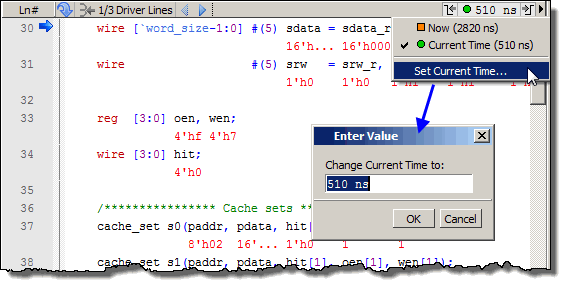 Ln# 1/3 Driver Lines 510 ns
Now (2820 ns)
Current Time (510 ns)
Set Current Time...
30 wire [`word_size-1:0] #(5) sdata = sdata_r
16'h... 16'h000
31 wire #(5) srw = srw_r,
1'h0 1'h0 1'h1 1'h1 1'h1
32
33 reg [3:0] oen, wen;
4'hf 4'h7
34 wire [3:0] hit;
4'h0
35
36 /**************** Cache sets **
37 cache_set s0(paddr, pdata, hit[
8'h02 16'... 1'h0 1 1
38 cache_set s1(paddr, pdata, hit[1], oen[1], wen[1]);
Enter Value
Change Current Time to:
510 ns
OK Cancel